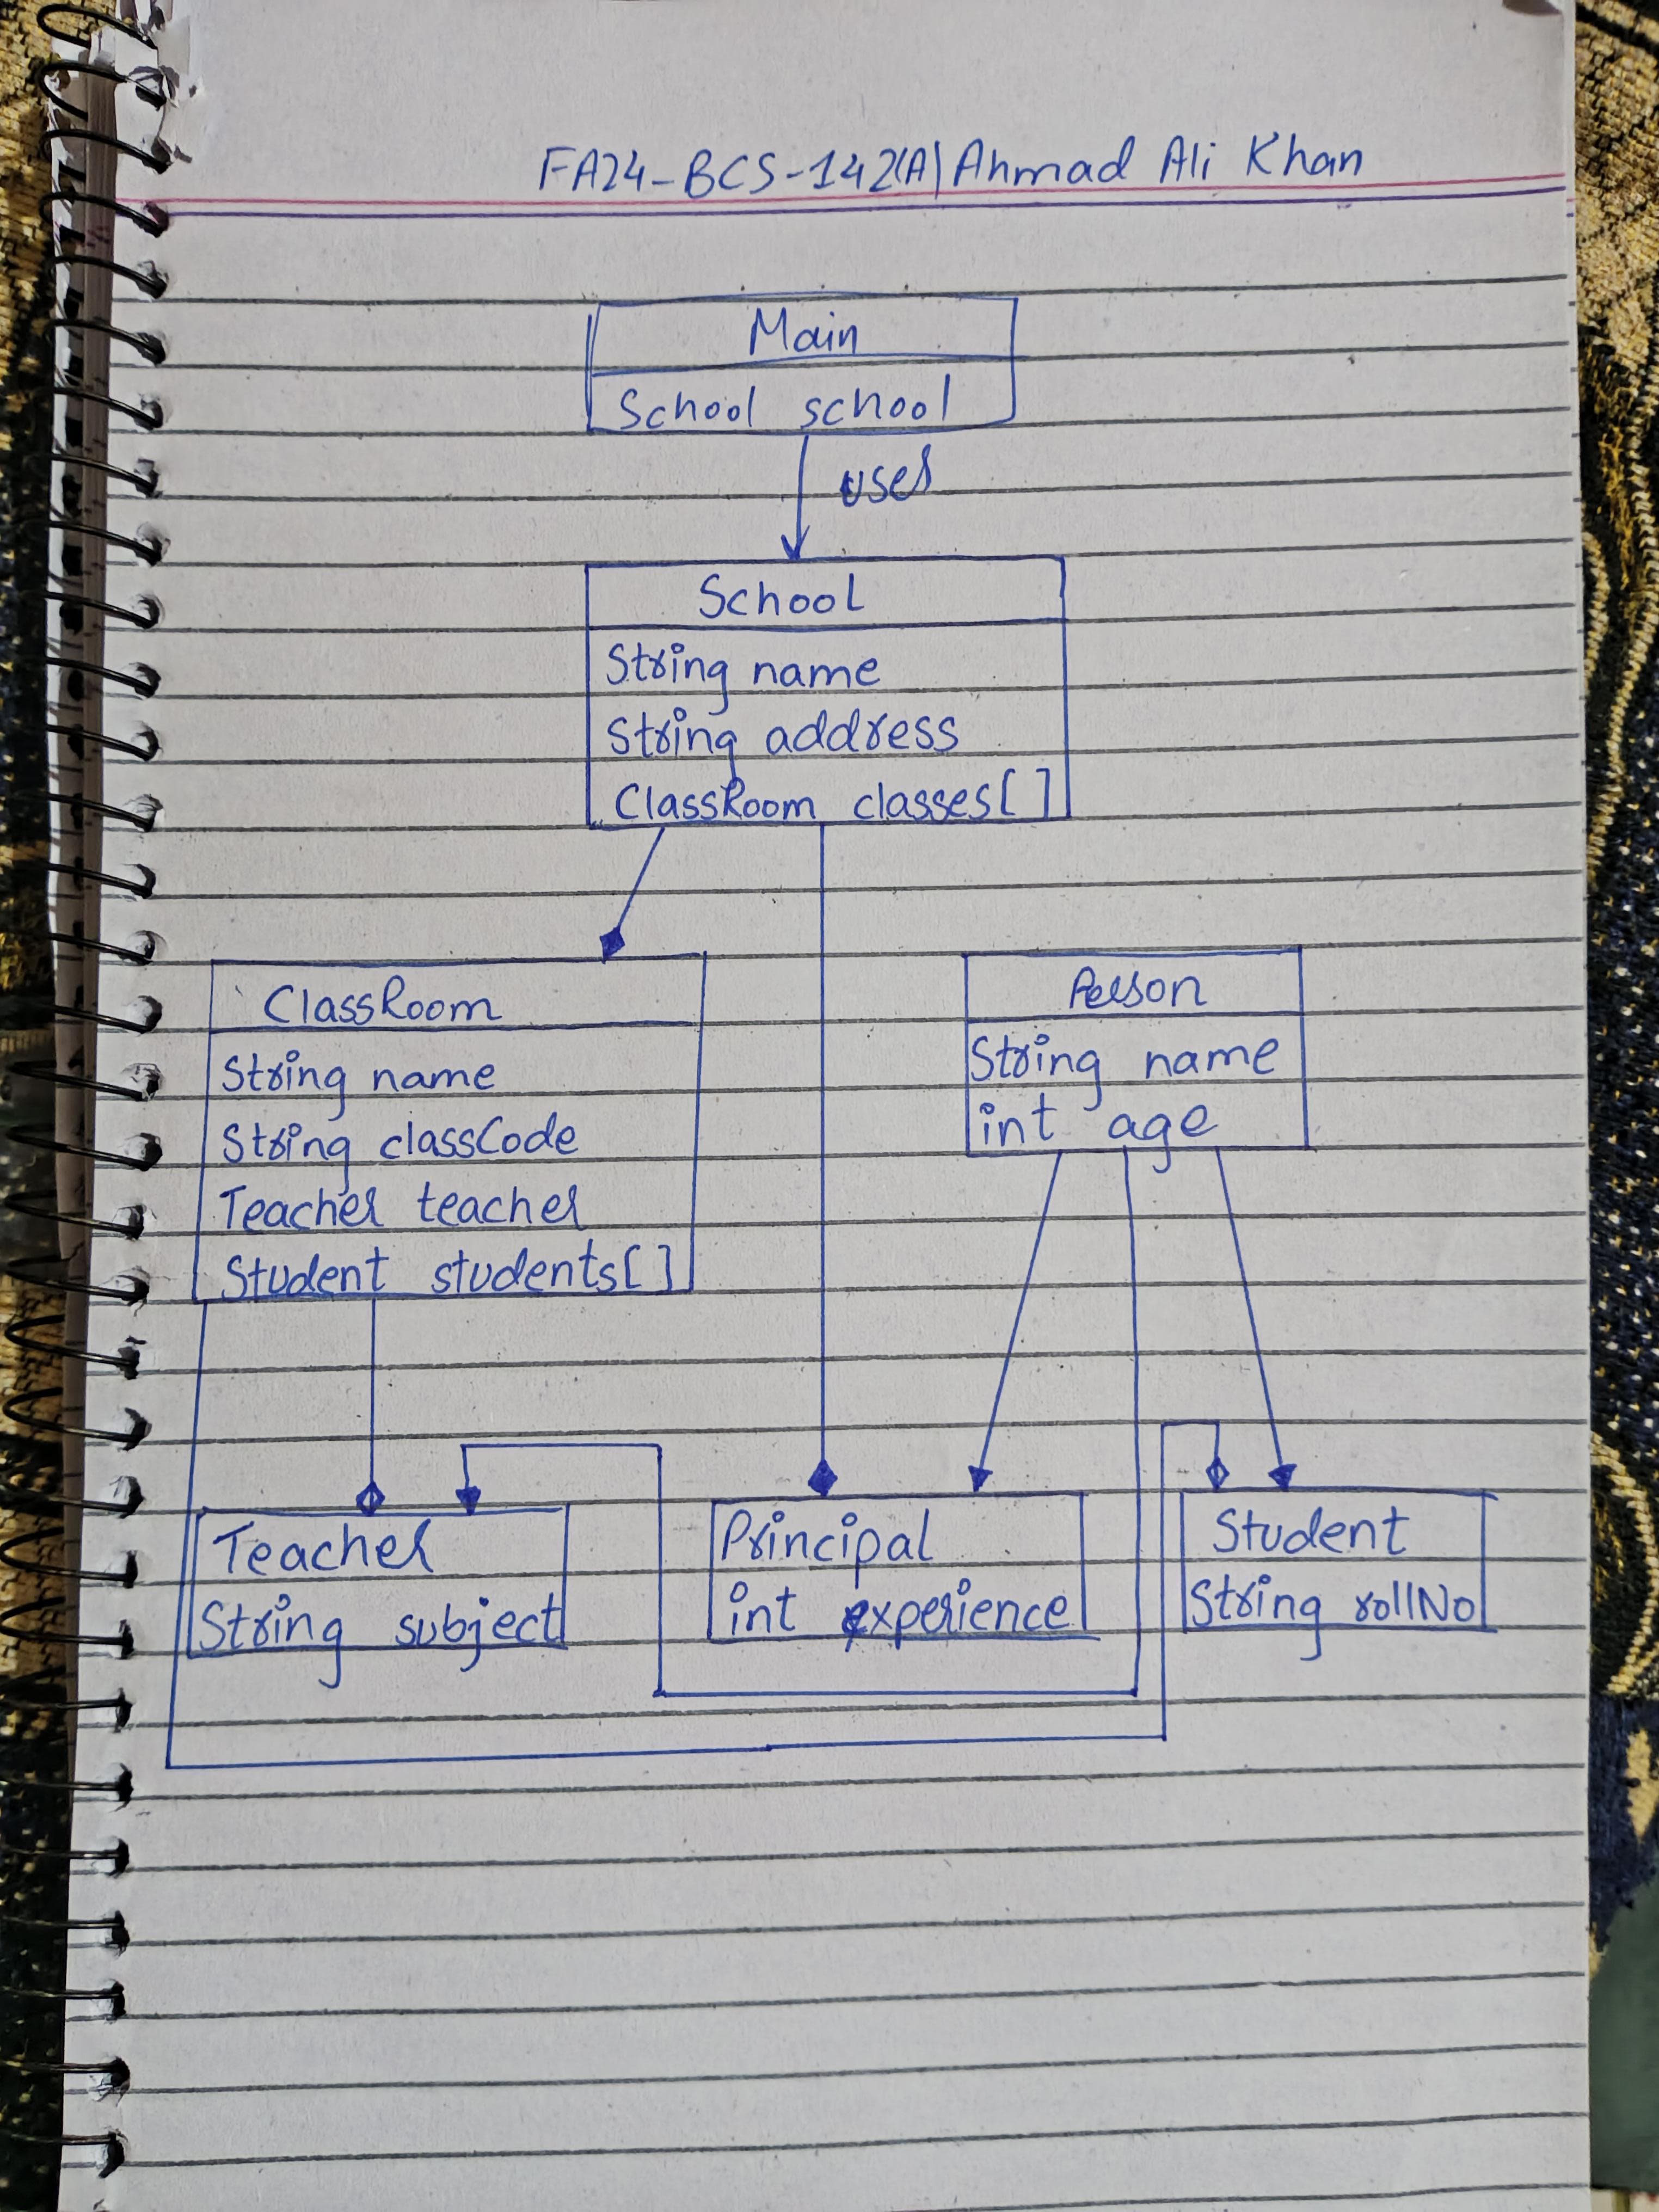 FA24-BCS-142(A) Ahmad Ali Khan
Main
School school
uses
School
String name
String address
ClassRoom classes[]
ClassRoom
String name
String classCode
Teacher teacher
Student students[]
Person
String name
int age
Teacher
String subject
Principal
int experience
Student
String rollNo